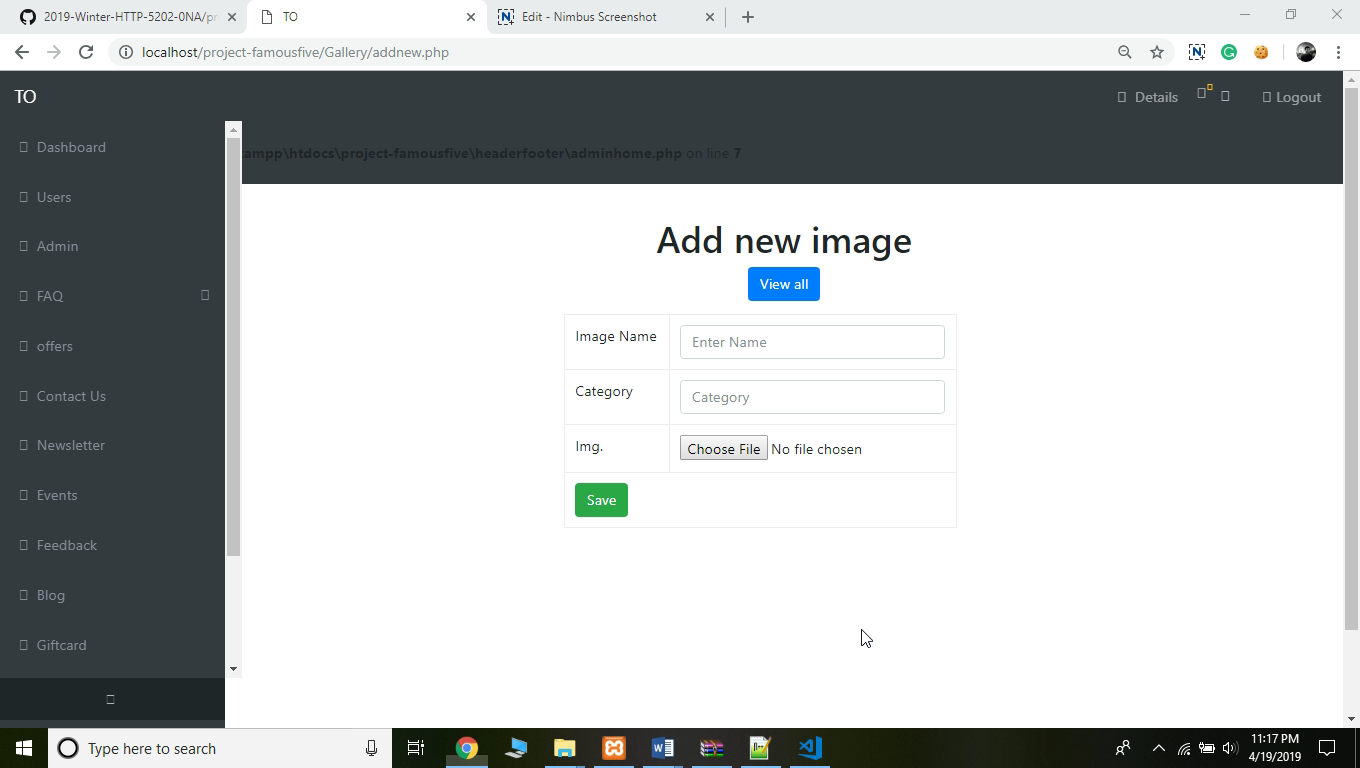 2019-Winter-HTTP-5202-0NA/pr
TO
Edit - Nimbus Screenshot
localhost/project-famousfive/Gallery/addnew.php
TO
Details
Logout
Dashboard
Users
Admin
FAQ
offers
Contact Us
Newsletter
Events
Feedback
Blog
Giftcard
ampp\htdocs\project-famousfive\headerfooter\adminhome.php on line 7
Add new image
View all
Image Name
Enter Name
Category
Category
Img.
Choose File No file chosen
Save
Type here to search
11:17 PM
4/19/2019